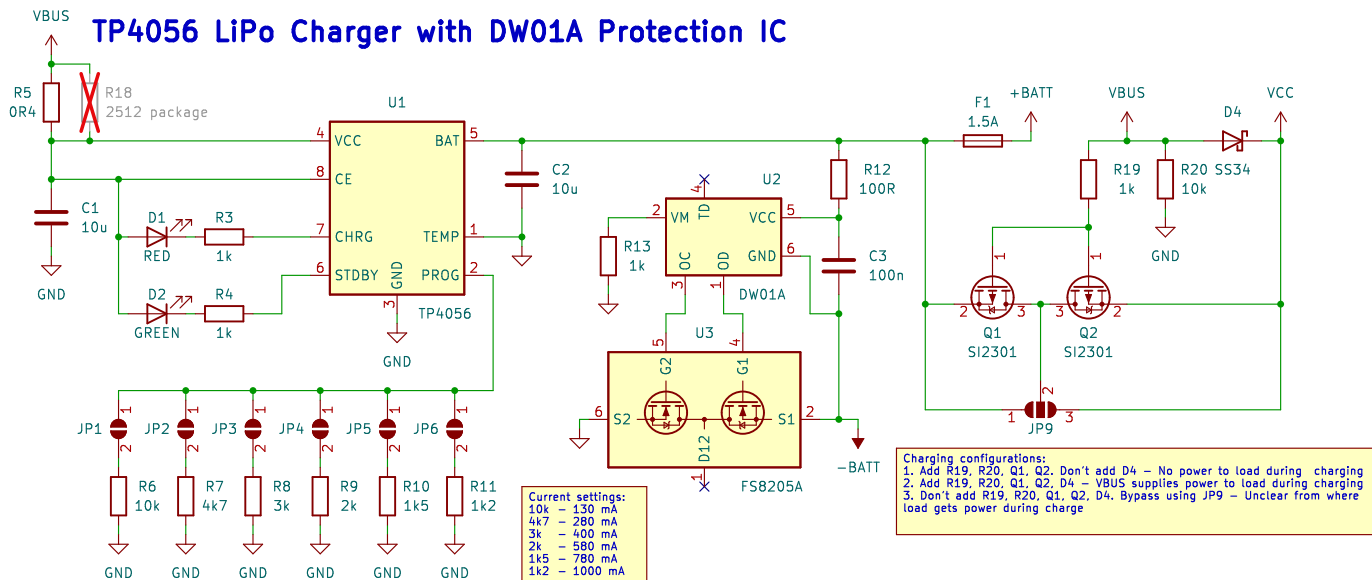 VBUS
TP4056 LiPo Charger with DW01A Protection IC
R5
0R4
R18
2512 package
U1
4
VCC
BAT
5
8
CE
7
CHRG
TEMP
1
6
STDBY
PROG
2
GND
3
TP4056
GND
C1
10u
GND
D1
RED
R3
1k
D2
GREEN
R4
1k
C2
10u
F1
1.5A
+BATT
VBUS
D4
SS34
VCC
R12
100R
U2
4
TD
2
VM
VCC
5
GND
6
OC
OD
3
1
DW01A
R13
1k
C3
100n
U3
5
4
G2
G1
6
S2
S1
2
D12
1
FS8205A
-BATT
R19
1k
R20
10k
GND
1
1
2
3
3
2
Q1
SI2301
Q2
SI2301
1
2
3
JP9
JP1
1
2
JP2
1
2
JP3
1
2
JP4
1
2
JP5
1
2
JP6
1
2
R6
10k
R7
4k7
R8
3k
R9
2k
R10
1k5
R11
1k2
GND
GND
GND
GND
GND
GND
Current settings:
10k – 130 mA
4k7 – 280 mA
3k – 400 mA
2k – 580 mA
1k5 – 780 mA
1k2 – 1000 mA
Charging configurations:
1. Add R19, R20, Q1, Q2. Don't add D4 – No power to load during charging
2. Add R19, R20, Q1, Q2, D4 – VBUS supplies power to load during charging
3. Don't add R19, R20, Q1, Q2, D4. Bypass using JP9 – Unclear from where
load gets power during charge